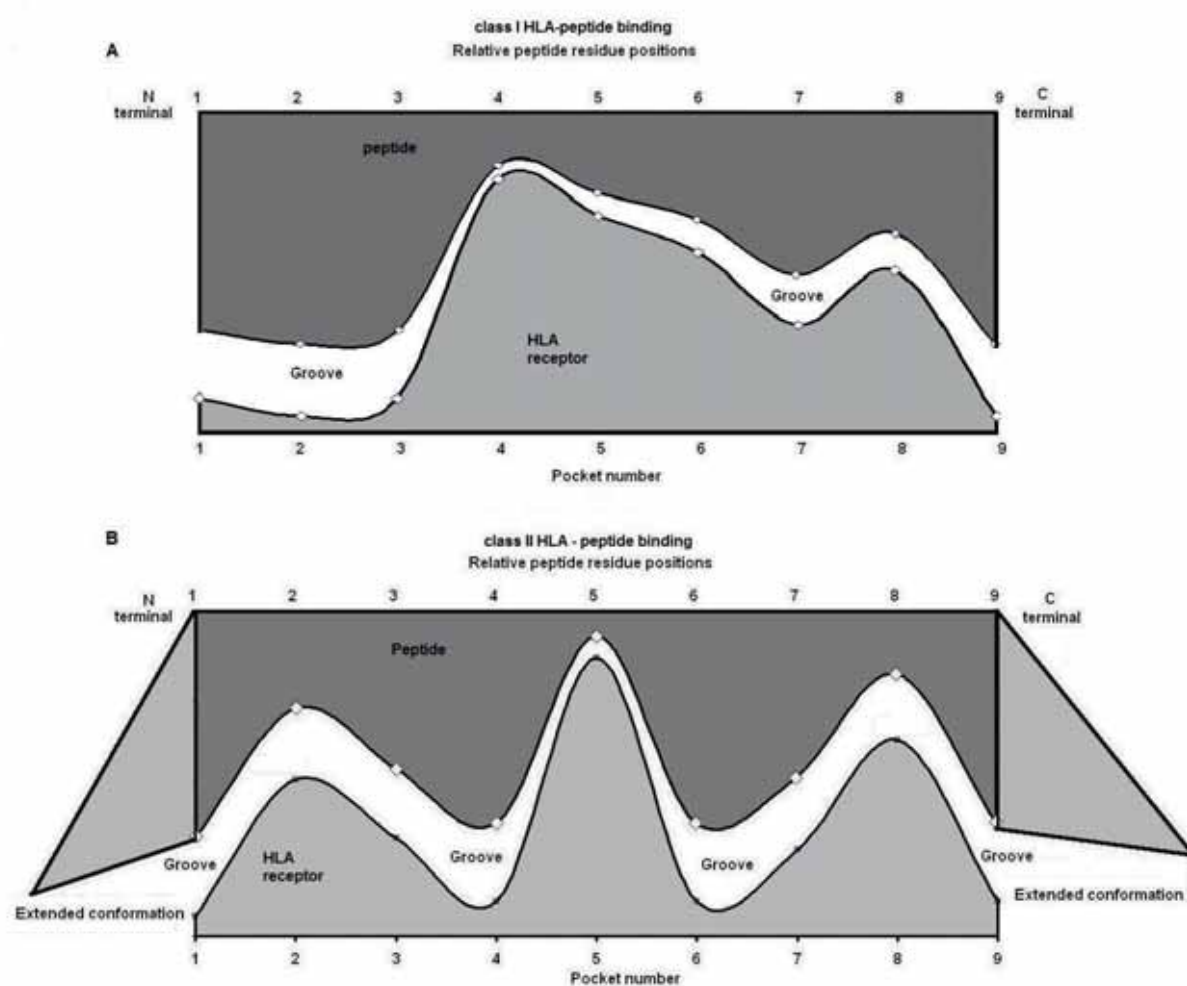 class I HLA-peptide binding
A
Relative peptide residue positions
N
terminal
1 2 3 4 5 6 7 8 9
C
terminal
peptide
Groove
HLA
receptor
Groove
1 2 3 4 5 6 7 8 9
Pocket number
B
class II HLA - peptide binding
Relative peptide residue positions
N
terminal
1 2 3 4 5 6 7 8 9
C
terminal
Peptide
Groove
HLA
receptor
Groove
Groove
Groove
Extended conformation
Extended conformation
1 2 3 4 5 6 7 8 9
Pocket number